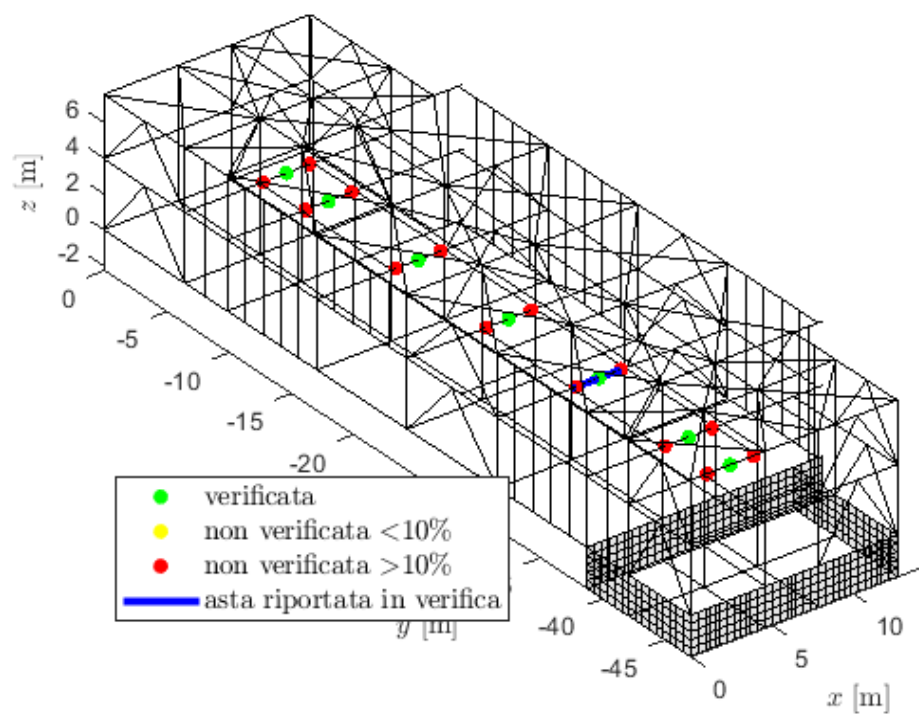 6
4
2
0
-2
z [m]
0
-5
-10
-15
-20
verificata
non verificata <10%
non verificata >10%
asta riportata in verifica
y [m]
-40
-45
0
5
10
x [m]